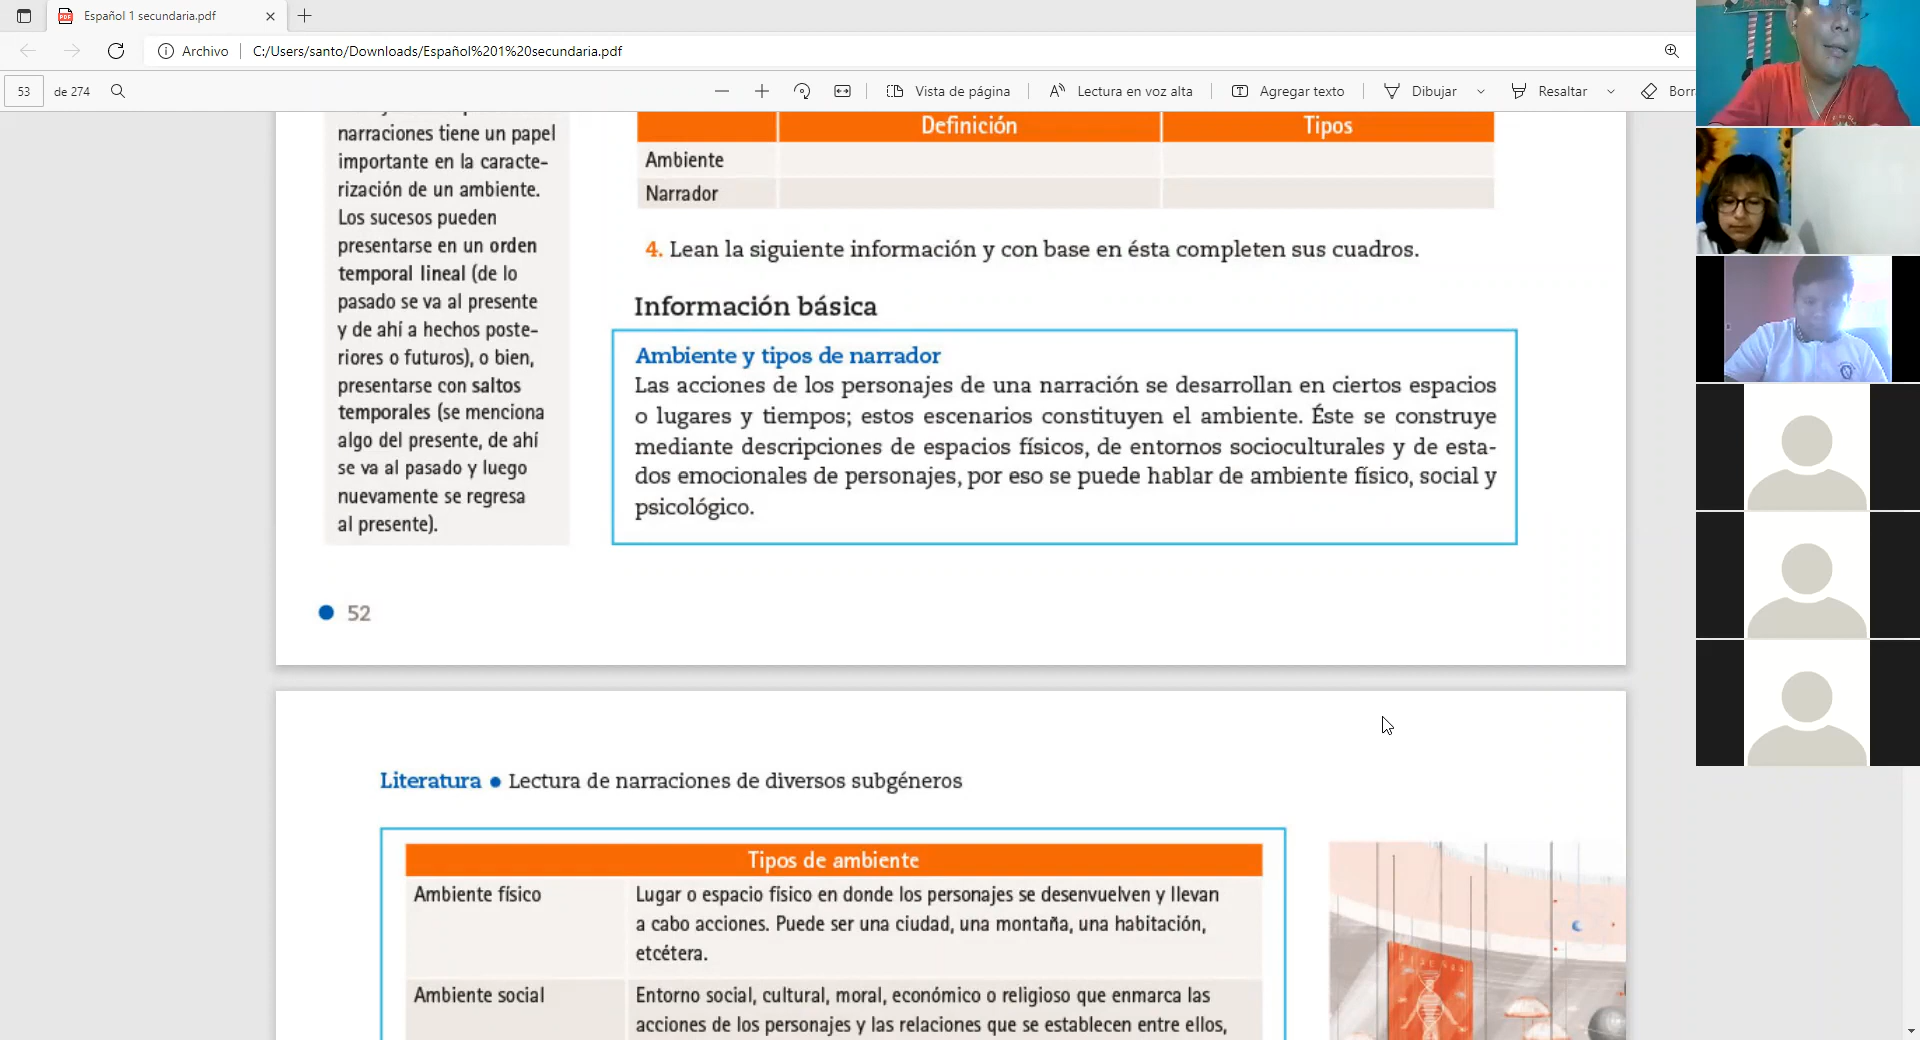 Español 1 secundaria.pdf
Archivo
C:/Users/santo/Downloads/Español%201%20secundaria.pdf
53
de 274
Vista de página
Lectura en voz alta
Agregar texto
Dibujar
Resaltar
Borr
narraciones tiene un papel
importante en la caracte-
rización de un ambiente.
Los sucesos pueden
presentarse en un orden
temporal lineal (de lo
pasado se va al presente
y de ahí a hechos poste-
riores o futuros), o bien,
presentarse con saltos
temporales (se menciona
algo del presente, de ahí
se va al pasado y luego
nuevamente se regresa
al presente).
Definición
Tipos
Ambiente
Narrador
4. Lean la siguiente información y con base en ésta completen sus cuadros.
Información básica
Ambiente y tipos de narrador
Las acciones de los personajes de una narración se desarrollan en ciertos espacios
o lugares y tiempos; estos escenarios constituyen el ambiente. Éste se construye
mediante descripciones de espacios físicos, de entornos socioculturales y de esta-
dos emocionales de personajes, por eso se puede hablar de ambiente físico, social y
psicológico.
52
Literatura ● Lectura de narraciones de diversos subgéneros
Tipos de ambiente
Ambiente físico
Lugar o espacio físico en donde los personajes se desenvuelven y llevan
a cabo acciones. Puede ser una ciudad, una montaña, una habitación,
etcétera.
Ambiente social
Entorno social, cultural, moral, económico o religioso que enmarca las
acciones de los personajes y las relaciones que se establecen entre ellos,